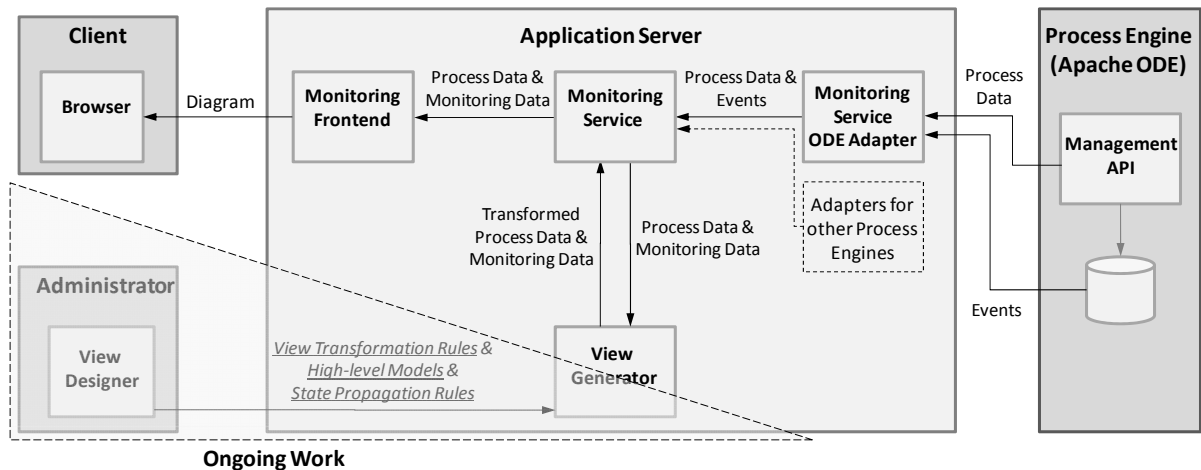 Client
Browser
Diagram
Application Server
Monitoring
Frontend
Process Data &
Monitoring Data
Monitoring
Service
Process Data &
Events
Monitoring
Service
ODE Adapter
Process
Data
Process Engine
(Apache ODE)
Management
API
Events
Adapters for
other Process
Engines
Transformed
Process Data &
Monitoring Data
Process Data &
Monitoring Data
Administrator
View
Designer
View Transformation Rules &
High-level Models &
State Propagation Rules
View
Generator
Ongoing Work